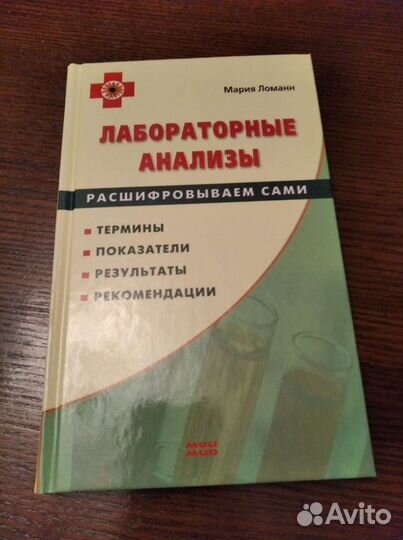 Мария Ломанн
ЛАБОРАТОРНЫЕ
АНАЛИЗЫ
РАСШИФРОВЫВАЕМ САМИ
ТЕРМИНЫ
ПОКАЗАТЕЛИ
РЕЗУЛЬТАТЫ
РЕКОМЕНДАЦИИ
мой
мир
Avito